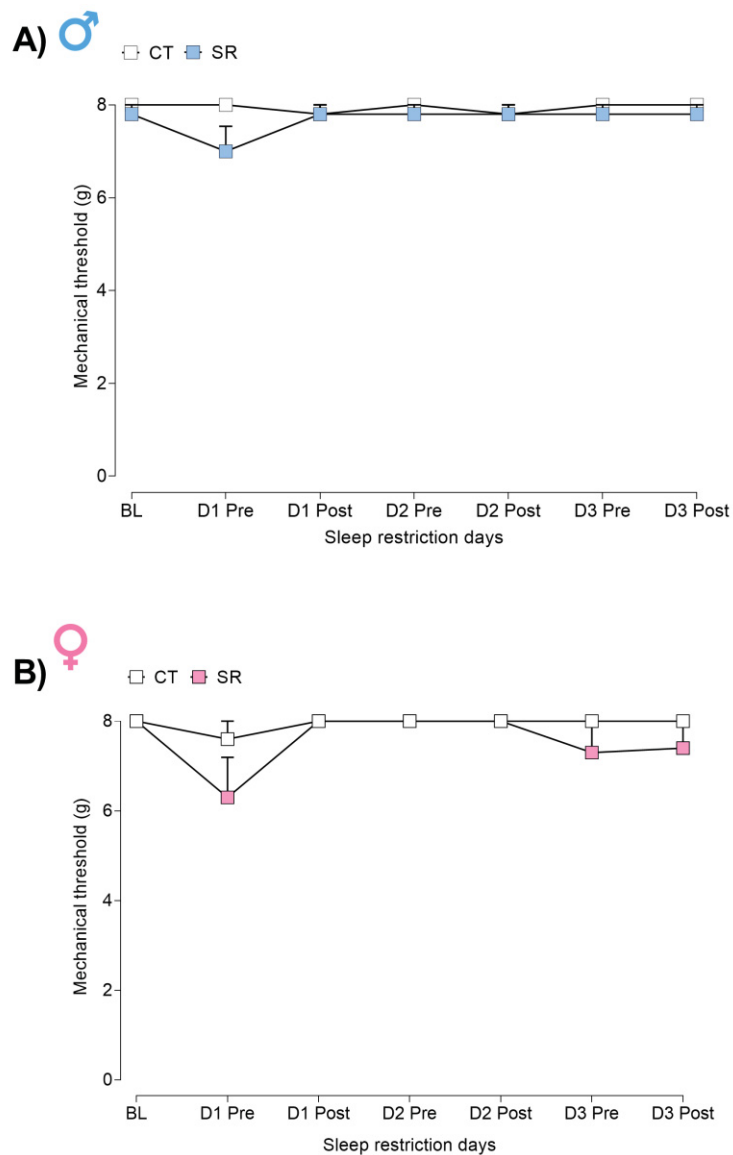 A)
CT SR
Mechanical threshold (g)
8
6
4
2
0
BL D1 Pre D1 Post D2 Pre D2 Post D3 Pre D3 Post
Sleep restriction days
B)
CT SR
Mechanical threshold (g)
8
6
4
2
0
BL D1 Pre D1 Post D2 Pre D2 Post D3 Pre D3 Post
Sleep restriction days